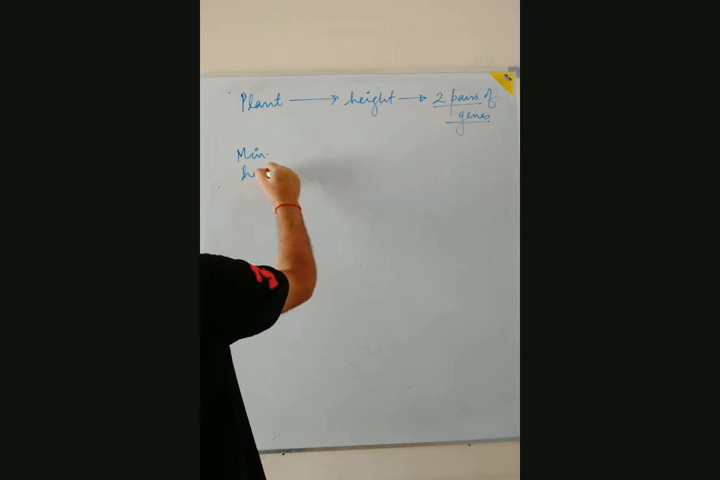 Plant → height → 2 pairs of
genes
Min.